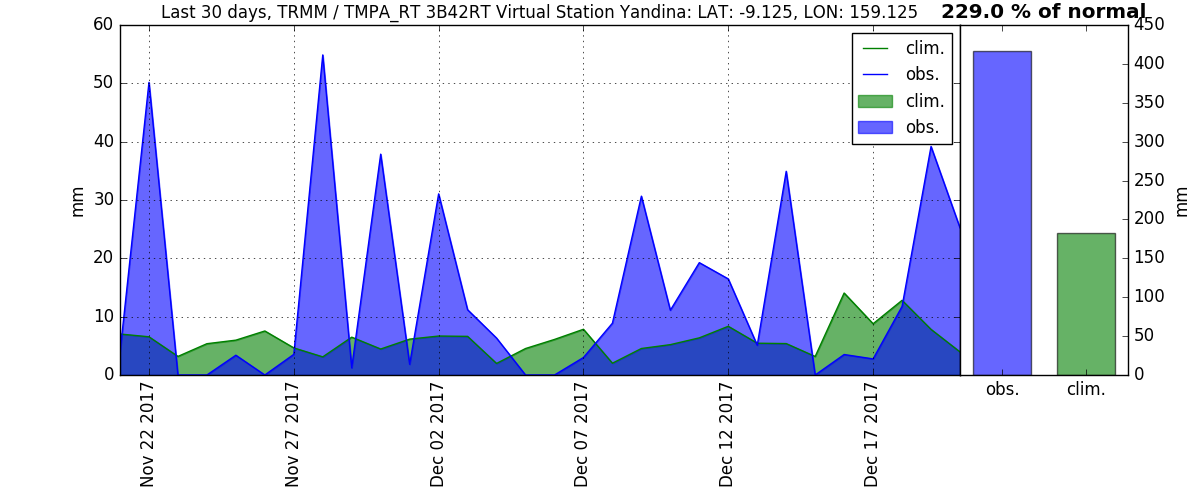 Last 30 days, TRMM / TMPA_RT 3B42RT Virtual Station Yandina: LAT: -9.125, LON: 159.125
229.0 % of normal
60
50
40
30
20
10
0
mm
clim.
obs.
clim.
obs.
450
400
350
300
250
200
150
100
50
0
mm
Nov 22 2017
Nov 27 2017
Dec 02 2017
Dec 07 2017
Dec 12 2017
Dec 17 2017
obs.
clim.